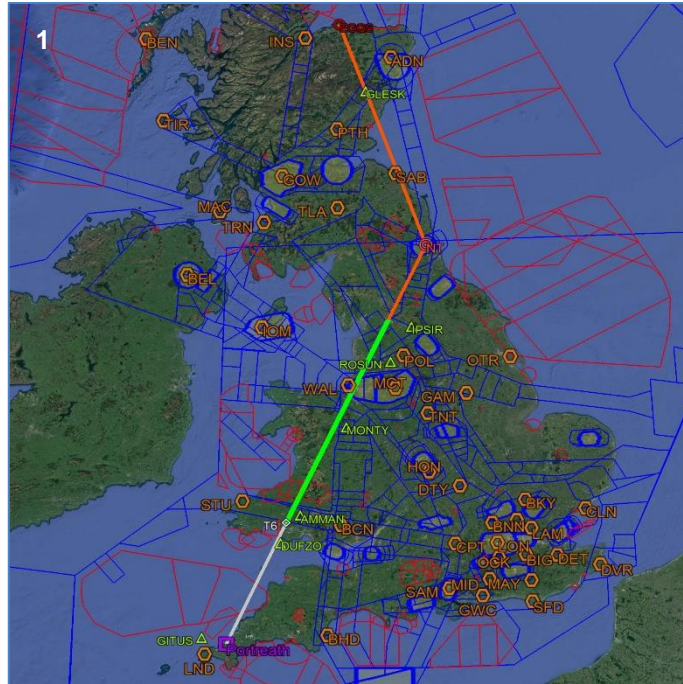 1
BEN
INS
ADN
GLESK
TIR
PTH
GOW
SAB
MAC
TLA
TRN
NT
BEL
IOM
IPSIR
ROSUN
POL
OTR
WAL
MCT
GAM
TNT
MONTY
HON
DTY
STU
AMMAN
T6
BCN
BKY
CLN
BNN
LAM
DUFZO
CPT
LON
OCK
BIG
DET
DVR
SAM
MID
MAY
GWC
SFD
GITUS
Portreath
LND
BHD